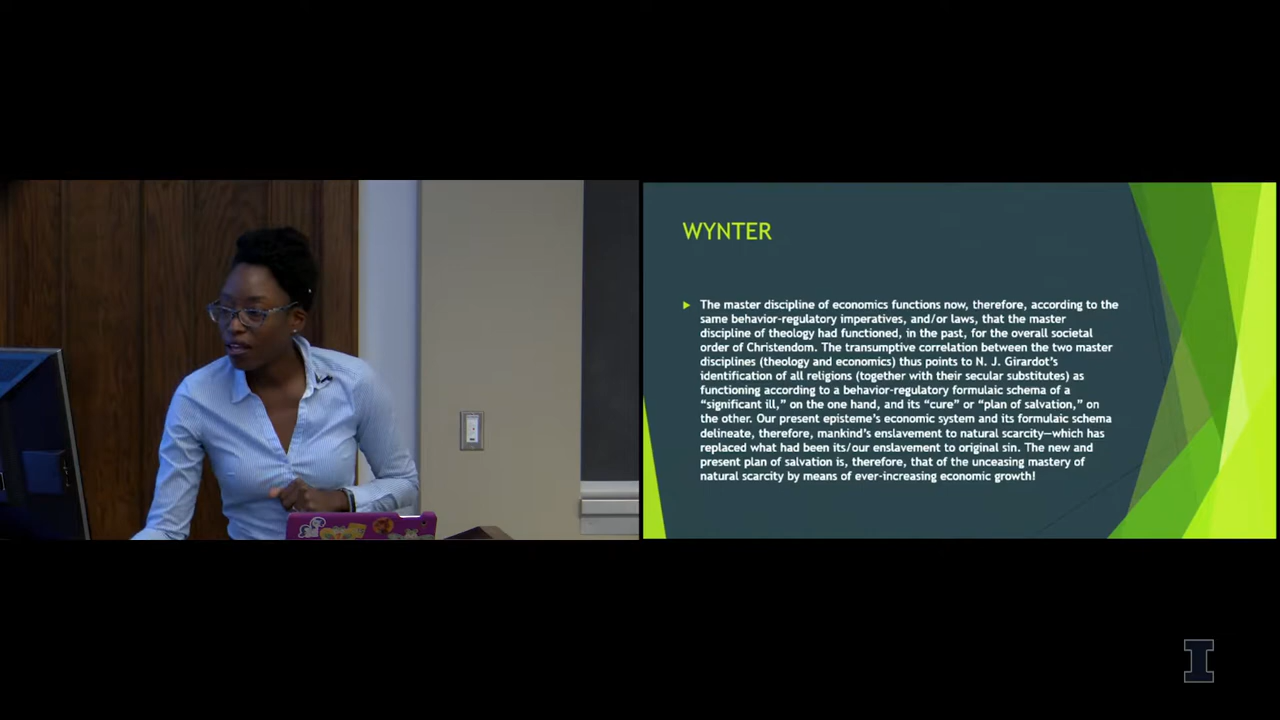 WYNTER
The master discipline of economics functions now, therefore, according to the
same behavior-regulatory imperatives, and/or laws, that the master
discipline of theology had functioned, in the past, for the overall societal
order of Christendom. The transumptive correlation between the two master
disciplines (theology and economics) thus points to N. J. Girardot’s
identification of all religions (together with their secular substitutes) as
functioning according to a behavior-regulatory formulaic schema of a
“significant ill,” on the one hand, and its “cure” or “plan of salvation,” on
the other. Our present episteme’s economic system and its formulaic schema
delineate, therefore, mankind’s enslavement to natural scarcity—which has
replaced what had been its/our enslavement to original sin. The new and
present plan of salvation is, therefore, that of the unceasing mastery of
natural scarcity by means of ever-increasing economic growth!
I